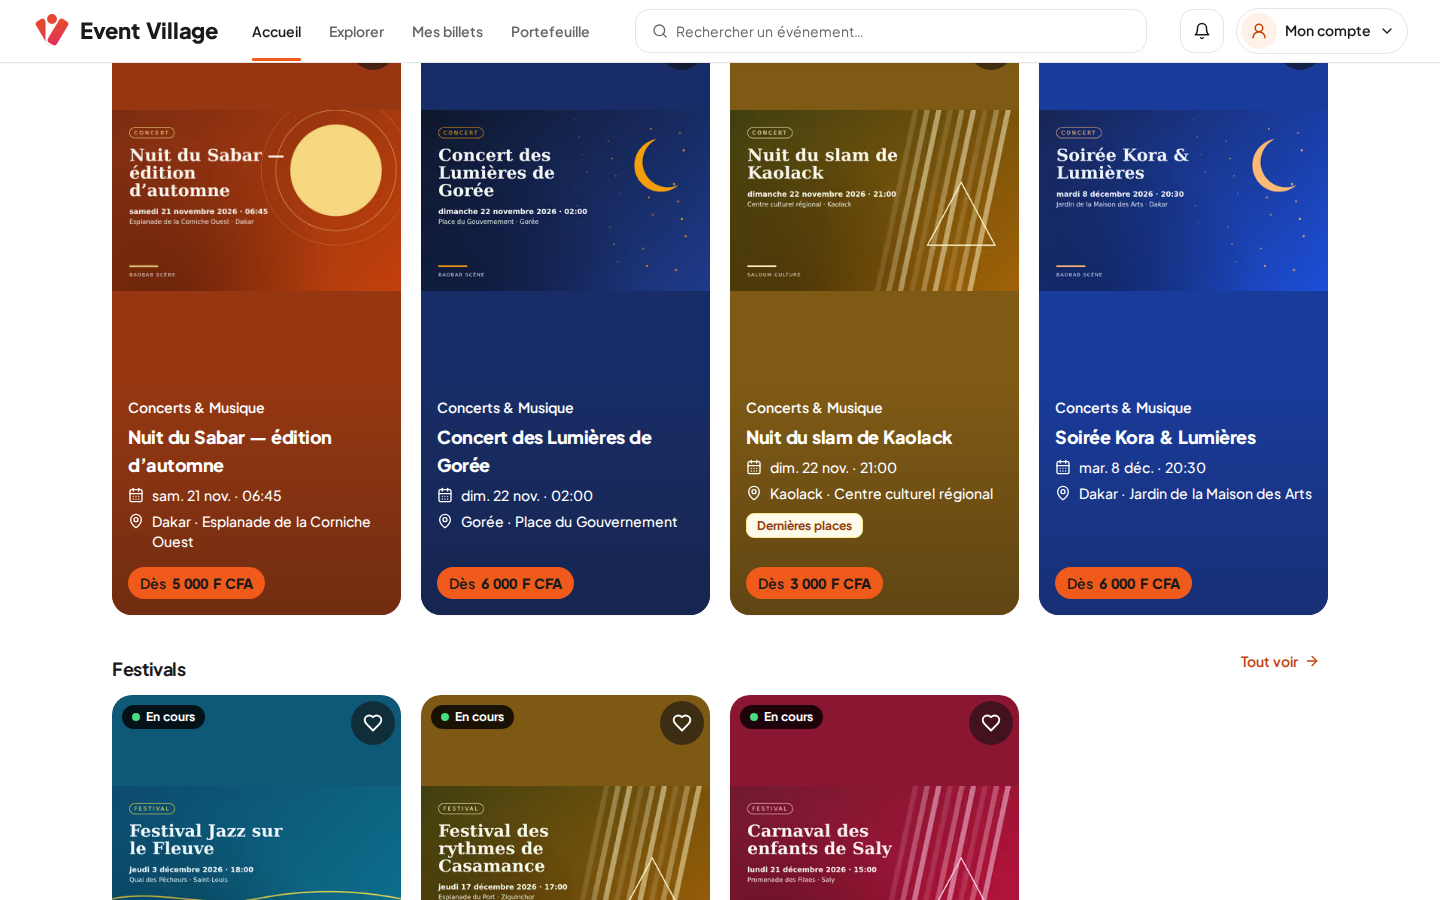 Event Village
Accueil
Explorer
Mes billets
Portefeuille
Rechercher un événement...
Mon compte
CONCERT
Nuit du Sabar —
édition
d'automne
samedi 21 novembre 2026 · 06:45
Esplanade de la Corniche Ouest · Dakar
BAOBAB SCÈNE
Concerts & Musique
Nuit du Sabar — édition
d'automne
sam. 21 nov. · 06:45
Dakar · Esplanade de la Corniche
Ouest
Dès 5 000 F CFA
CONCERT
Concert des
Lumières de
Gorée
dimanche 22 novembre 2026 · 02:00
Place du Gouvernement · Gorée
BAOBAB SCÈNE
Concerts & Musique
Concert des Lumières de
Gorée
dim. 22 nov. · 02:00
Gorée · Place du Gouvernement
Dès 6 000 F CFA
CONCERT
Nuit du slam de
Kaolack
dimanche 22 novembre 2026 · 21:00
Centre culturel régional · Kaolack
SALOUM CULTURE
Concerts & Musique
Nuit du slam de Kaolack
dim. 22 nov. · 21:00
Kaolack · Centre culturel régional
Dernières places
Dès 3 000 F CFA
CONCERT
Soirée Kora &
Lumières
mardi 8 décembre 2026 · 20:30
Jardin de la Maison des Arts · Dakar
BAOBAB SCÈNE
Concerts & Musique
Soirée Kora & Lumières
mar. 8 déc. · 20:30
Dakar · Jardin de la Maison des Arts
Dès 6 000 F CFA
Festivals
Tout voir
En cours
FESTIVAL
Festival Jazz sur
le Fleuve
jeudi 3 décembre 2026 · 18:00
Quai des Pêcheurs · Saint-Louis
En cours
FESTIVAL
Festival des
rythmes de
Casamance
jeudi 17 décembre 2026 · 17:00
Esplanade du Port · Ziguinchor
En cours
FESTIVAL
Carnaval des
enfants de Saly
lundi 21 décembre 2026 · 15:00
Promenade des Filaos · Saly